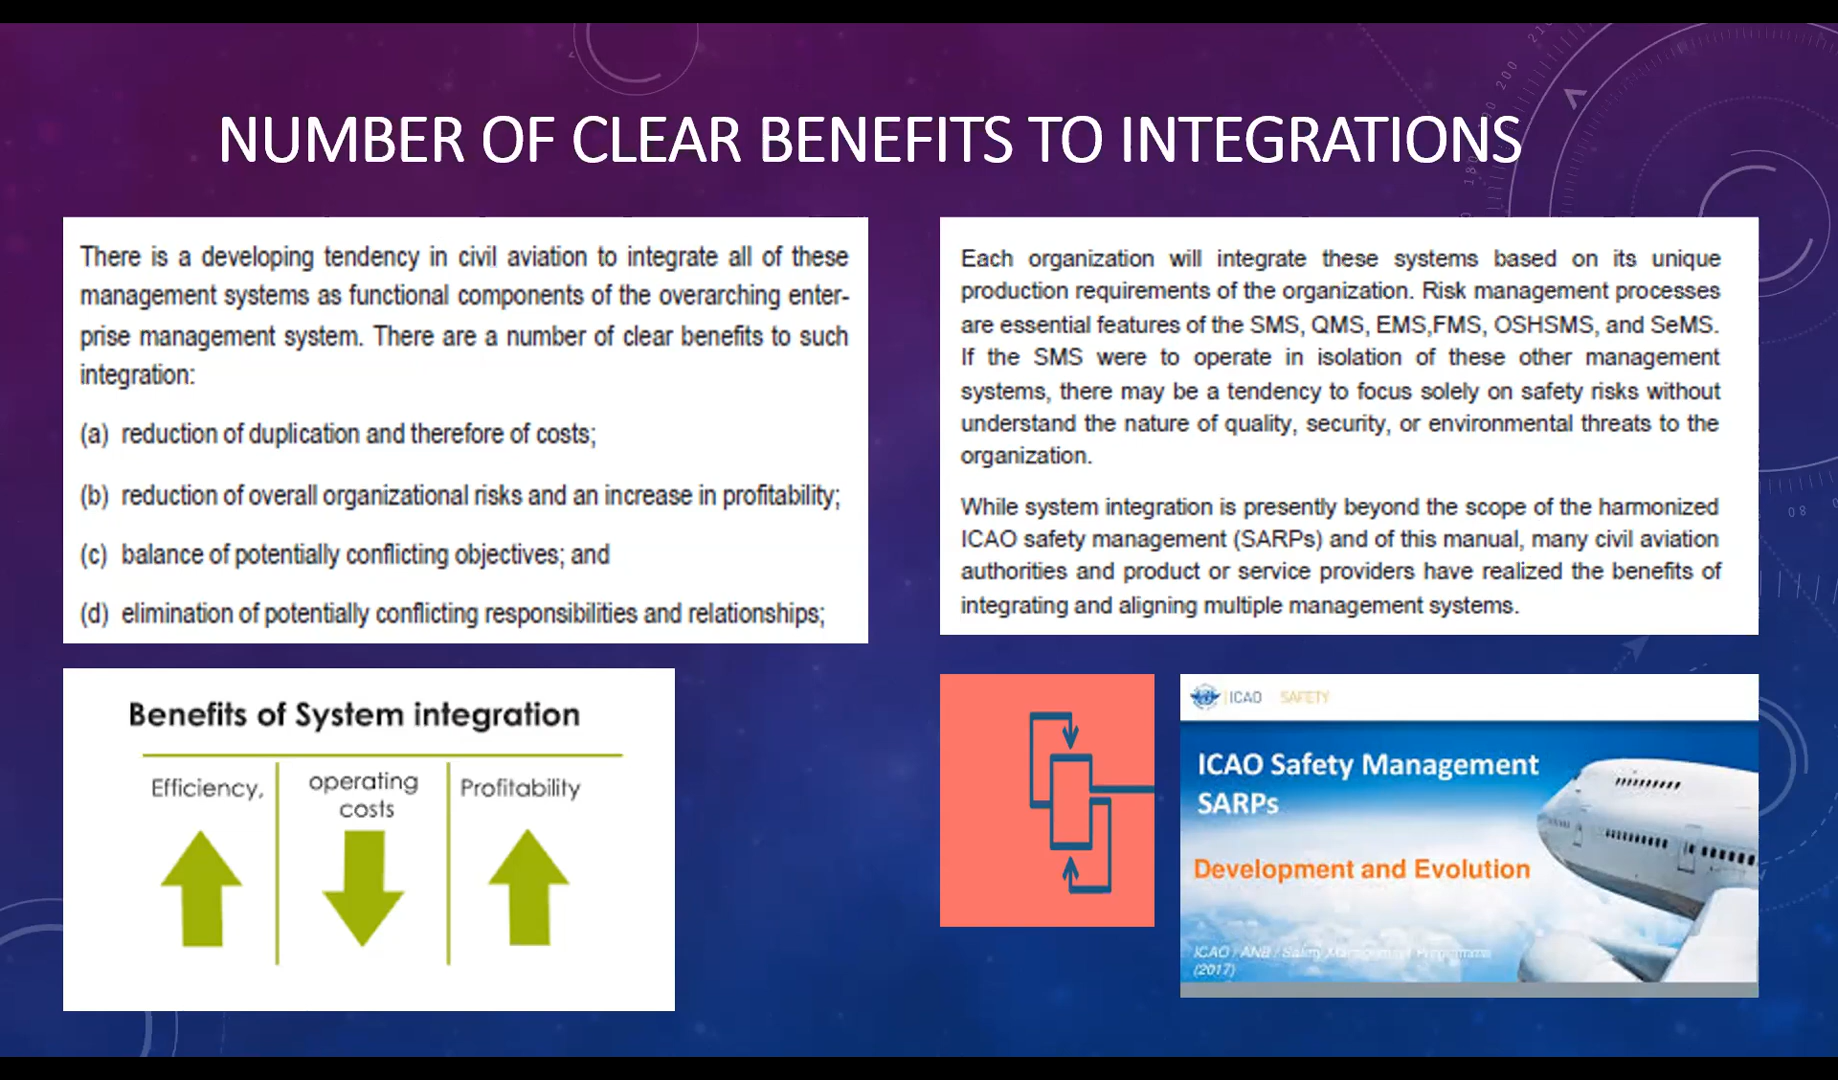 NUMBER OF CLEAR BENEFITS TO INTEGRATIONS
There is a developing tendency in civil aviation to integrate all of these
management systems as functional components of the overarching enter-
prise management system. There are a number of clear benefits to such
integration:
(a) reduction of duplication and therefore of costs;
(b) reduction of overall organizational risks and an increase in profitability;
(c) balance of potentially conflicting objectives; and
(d) elimination of potentially conflicting responsibilities and relationships;
Each organization will integrate these systems based on its unique
production requirements of the organization. Risk management processes
are essential features of the SMS, QMS, EMS,FMS, OSHSMS, and SeMS.
If the SMS were to operate in isolation of these other management
systems, there may be a tendency to focus solely on safety risks without
understand the nature of quality, security, or environmental threats to the
organization.
While system integration is presently beyond the scope of the harmonized
ICAO safety management (SARPs) and of this manual, many civil aviation
authorities and product or service providers have realized the benefits of
integrating and aligning multiple management systems.
Benefits of System integration
Efficiency,
operating
costs
Profitability
ICAO SAFETY
ICAO Safety Management
SARPs
Development and Evolution
ICAO / ANB / Safety Management Programme
(2017)
200
180
80